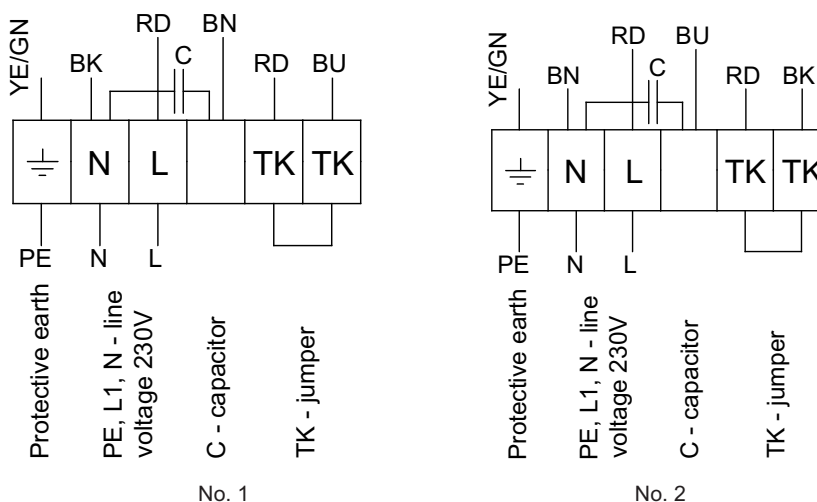 YE/GN
BK
RD
C
BN
RD
BU
N
L
TK
TK
PE
N
L
Protective earth
PE, L1, N - line
voltage 230V
C - capacitor
TK - jumper
No. 1
YE/GN
BN
RD
C
BU
RD
BK
N
L
TK
TK
PE
N
L
Protective earth
PE, L1, N - line
voltage 230V
C - capacitor
TK - jumper
No. 2